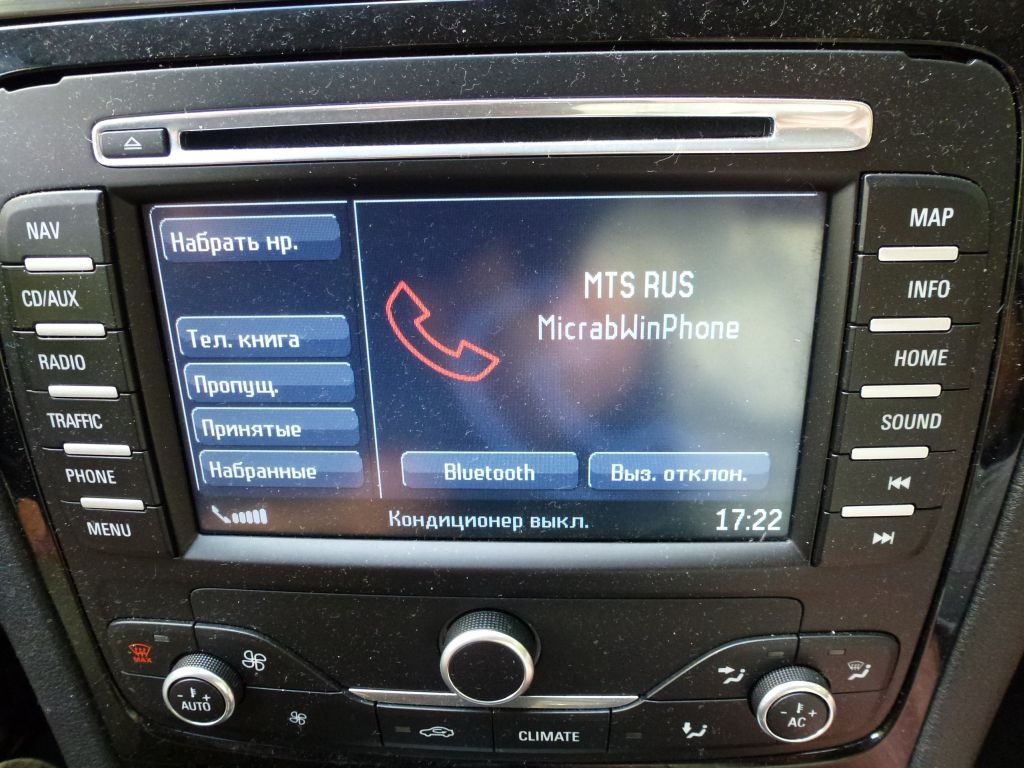 NAV
CD/AUX
RADIO
TRAFFIC
PHONE
MENU
Набрать нр.
Тел. книга
Пропущ.
Принятые
Набранные
MTS RUS
MicrabWinPhone
Bluetooth
Выз. отклон.
Кондиционер выкл.
17:22
MAP
INFO
HOME
SOUND
MAX
- +
AUTO
CLIMATE
- +
AC